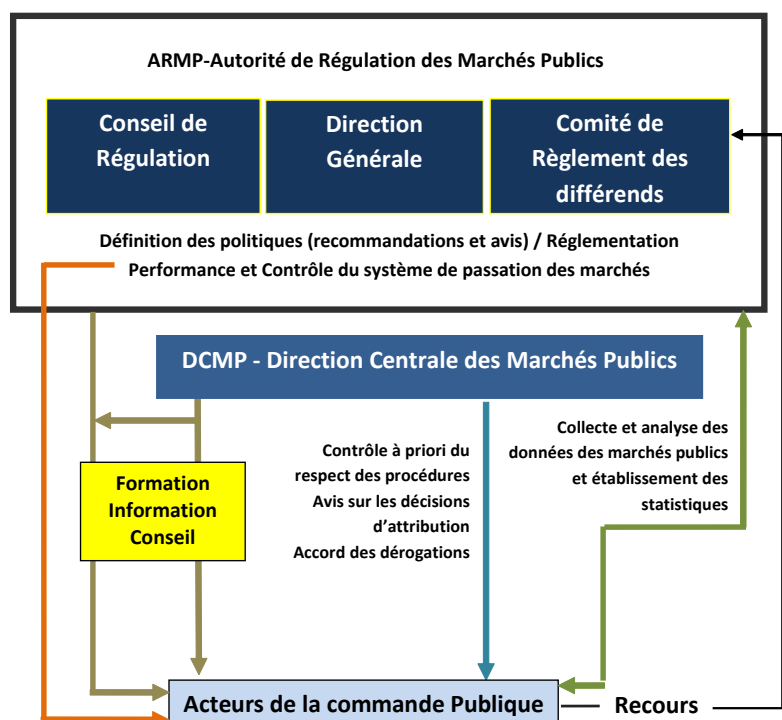 ARMP-Autorité de Régulation des Marchés Publics
Conseil de
Régulation
Direction
Générale
Comité de
Règlement des
différends
Définition des politiques (recommandations et avis) / Réglementation
Performance et Contrôle du système de passation des marchés
DCMP - Direction Centrale des Marchés Publics
Formation
Information
Conseil
Contrôle à priori du
respect des procédures
Avis sur les décisions
d’attribution
Accord des dérogations
Collecte et analyse des
données des marchés publics
et établissement des
statistiques
Acteurs de la commande Publique
Recours